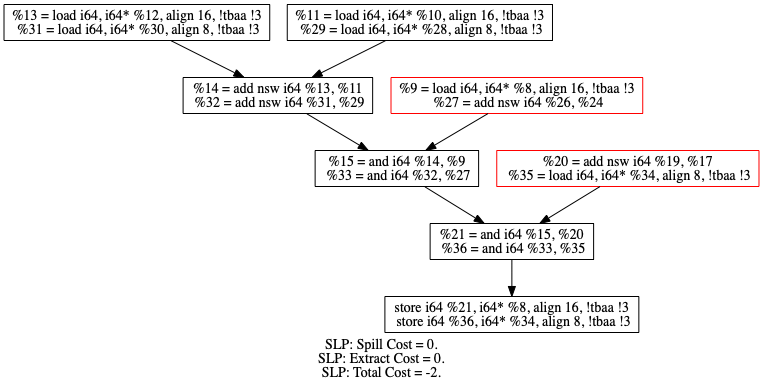 %13 = load i64, i64* %12, align 16, !tbaa !3
%31 = load i64, i64* %30, align 8, !tbaa !3
%11 = load i64, i64* %10, align 16, !tbaa !3
%29 = load i64, i64* %28, align 8, !tbaa !3
%14 = add nsw i64 %13, %11
%32 = add nsw i64 %31, %29
%9 = load i64, i64* %8, align 16, !tbaa !3
%27 = add nsw i64 %26, %24
%15 = and i64 %14, %9
%33 = and i64 %32, %27
%20 = add nsw i64 %19, %17
%35 = load i64, i64* %34, align 8, !tbaa !3
%21 = and i64 %15, %20
%36 = and i64 %33, %35
store i64 %21, i64* %8, align 16, !tbaa !3
store i64 %36, i64* %34, align 8, !tbaa !3
SLP: Spill Cost = 0.
SLP: Extract Cost = 0.
SLP: Total Cost = -2.